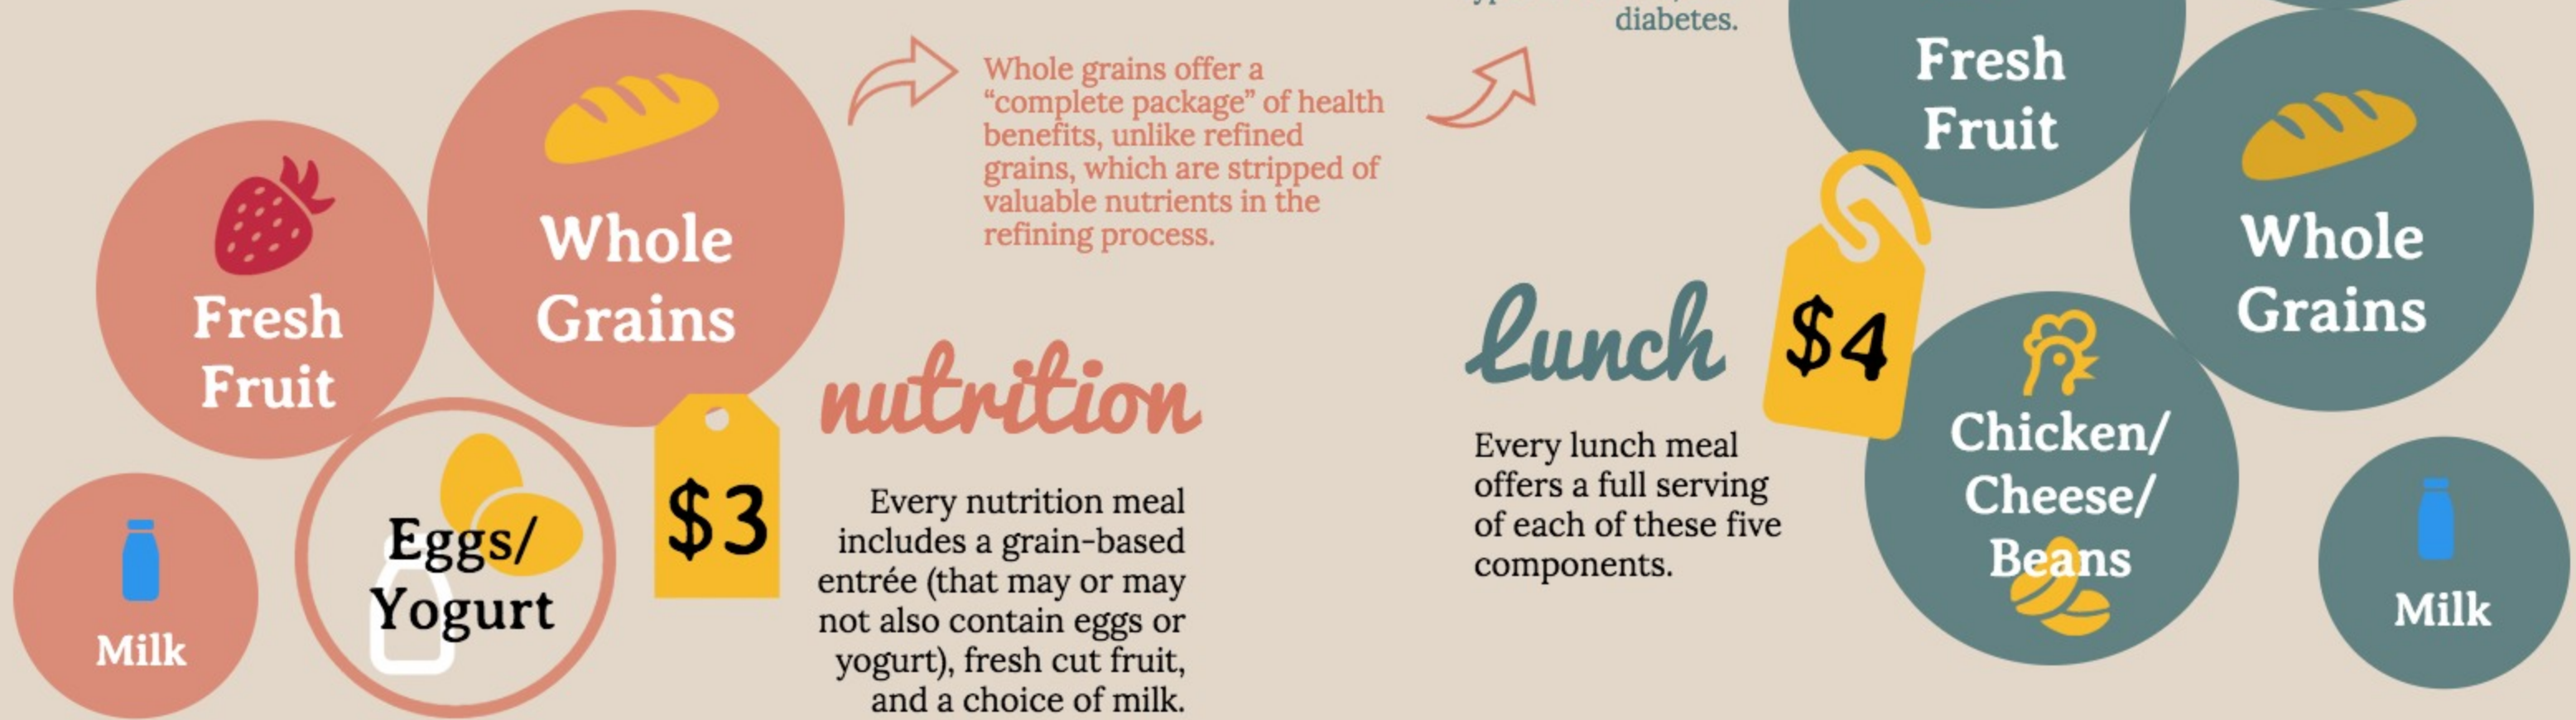 diabetes.
Whole grains offer a
“complete package” of health
benefits, unlike refined
grains, which are stripped of
valuable nutrients in the
refining process.
Fresh
Fruit
Whole
Grains
Fresh
Fruit
Whole
Grains
nutrition
$3
Every nutrition meal
includes a grain-based
entrée (that may or may
not also contain eggs or
yogurt), fresh cut fruit,
and a choice of milk.
Eggs/
Yogurt
Milk
lunch
$4
Every lunch meal
offers a full serving
of each of these five
components.
Chicken/
Cheese/
Beans
Milk